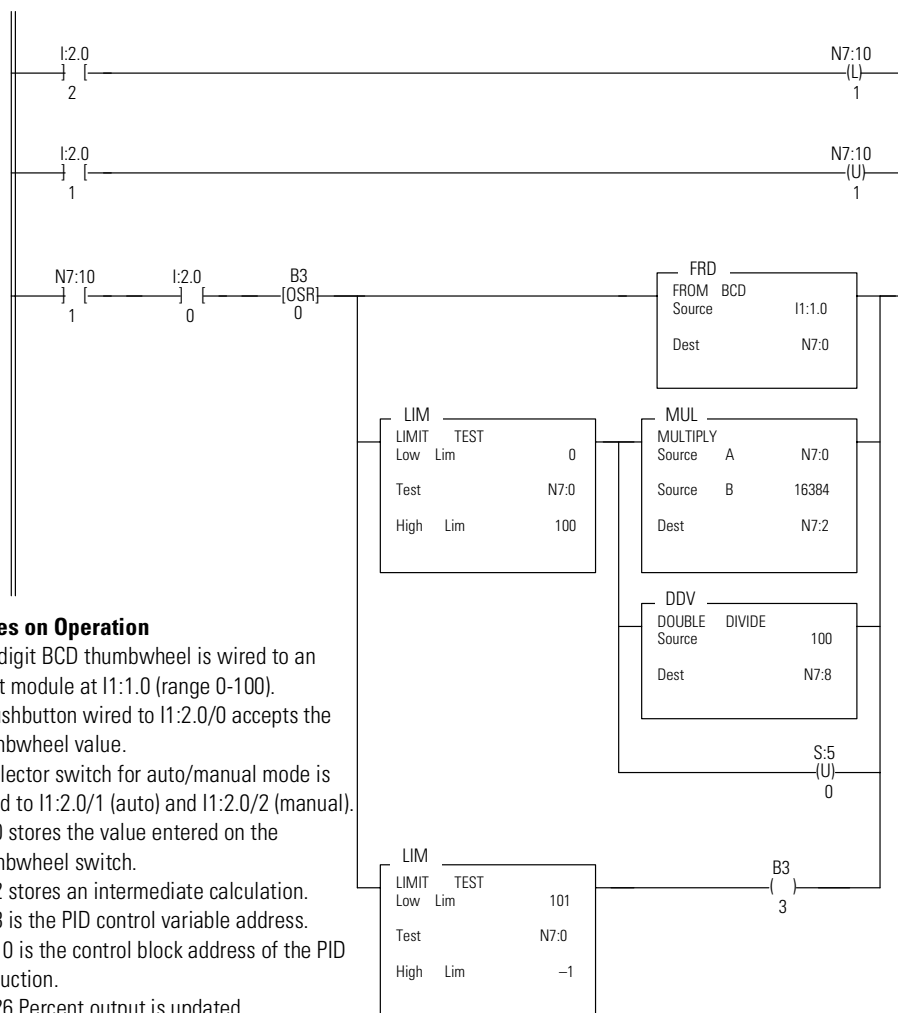 I:2.0 N7:10
] [ (L)
2 1
I:2.0 N7:10
] [ (U)
1 1
N7:10 I:2.0 B3
] [ ] [ [OSR]
1 0 0
FRD
FROM BCD
Source I1:1.0
Dest N7:0
LIM
LIMIT TEST
Low Lim 0
Test N7:0
High Lim 100
MUL
MULTIPLY
Source A N7:0
Source B 16384
Dest N7:2
DDV
DOUBLE DIVIDE
Source 100
Dest N7:8
S:5
(U)
0
es on Operation
digit BCD thumbwheel is wired to an
t module at I1:1.0 (range 0-100).
ushbutton wired to I1:2.0/0 accepts the
mbwheel value.
lector switch for auto/manual mode is
d to I1:2.0/1 (auto) and I1:2.0/2 (manual).
0 stores the value entered on the
mbwheel switch.
2 stores an intermediate calculation.
8 is the PID control variable address.
10 is the control block address of the PID
uction.
26 Percent output is updated
LIM
LIMIT TEST
Low Lim 101
Test N7:0
High Lim –1
B3
( )
3